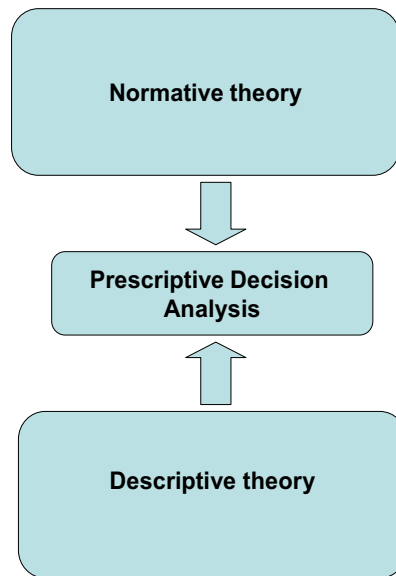 Normative theory
Prescriptive Decision
Analysis
Descriptive theory